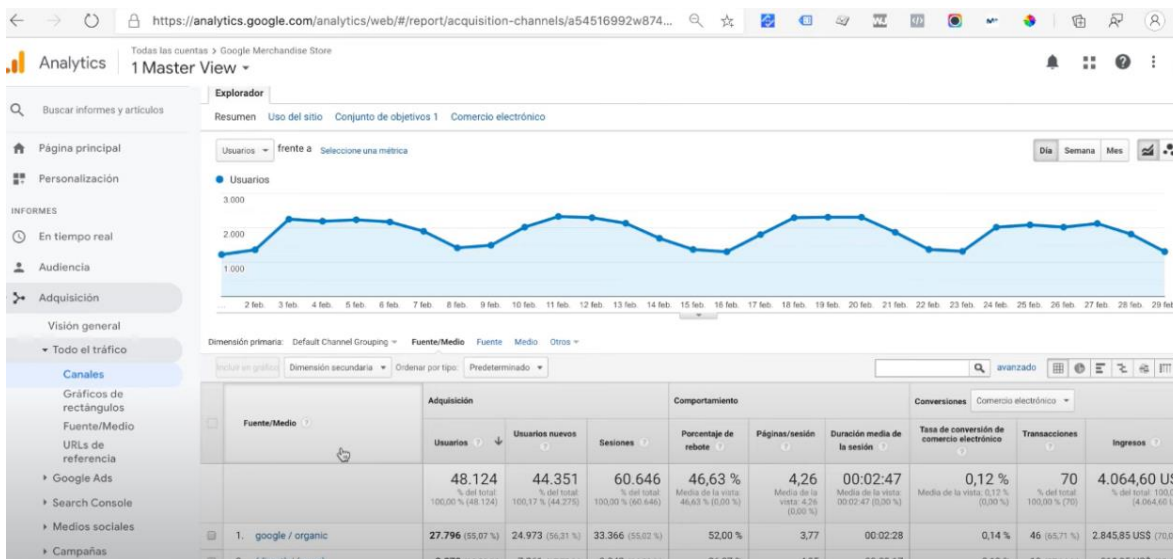 https://analytics.google.com/analytics/web/#/report/acquisition-channels/a54516992w874...
Todas las cuentas > Google Merchandise Store
Analytics
1 Master View
Buscar informes y artículos
Página principal
Personalización
INFORMES
En tiempo real
Audiencia
Adquisición
Visión general
Todo el tráfico
Canales
Gráficos de
rectángulos
Fuente/Medio
URLs de
referencia
Google Ads
Search Console
Medios sociales
Campañas
Explorador
Resumen Uso del sitio Conjunto de objetivos 1 Comercio electrónico
Usuarios frente a Seleccione una métrica
Día Semana Mes
Usuarios
3.000
2.000
1.000
... 2 feb. 3 feb. 4 feb. 5 feb. 6 feb. 7 feb. 8 feb. 9 feb. 10 feb. 11 feb. 12 feb. 13 feb. 14 feb. 15 feb. 16 feb. 17 feb. 18 feb. 19 feb. 20 feb. 21 feb. 22 feb. 23 feb. 24 feb. 25 feb. 26 feb. 27 feb. 28 feb. 29 feb
Dimensión primaria: Default Channel Grouping Fuente/Medio Fuente Medio Otros
Incluir en gráfico Dimensión secundaria Ordenar por tipo: Predeterminado avanzado
Adquisición Comportamiento Conversiones Comercio electrónico
Fuente/Medio
Usuarios
Usuarios nuevos
Sesiones
Porcentaje de
rebote
Páginas/sesión
Duración media de
la sesión
Tasa de conversión de
comercio electrónico
Transacciones
Ingresos
48.124
% del total:
100,00 % (48.124)
44.351
% del total:
100,17 % (44.275)
60.646
% del total:
100,00 % (60.646)
46,63 %
Media de la vista:
46,63 % (0,00 %)
4,26
Media de la
vista: 4,26
(0,00 %)
00:02:47
Media de la vista:
00:02:47 (0,00 %)
0,12 %
Media de la vista: 0,12 %
(0,00 %)
70
% del total:
100,00 % (70)
4.064,60 US
% del total: 100,0
(4.064,60 U
1. google / organic 27.796 (55,07 %) 24.973 (56,31 %) 33.366 (55,02 %) 52,00 % 3,77 00:02:28 0,14 % 46 (65,71 %) 2.845,85 US$